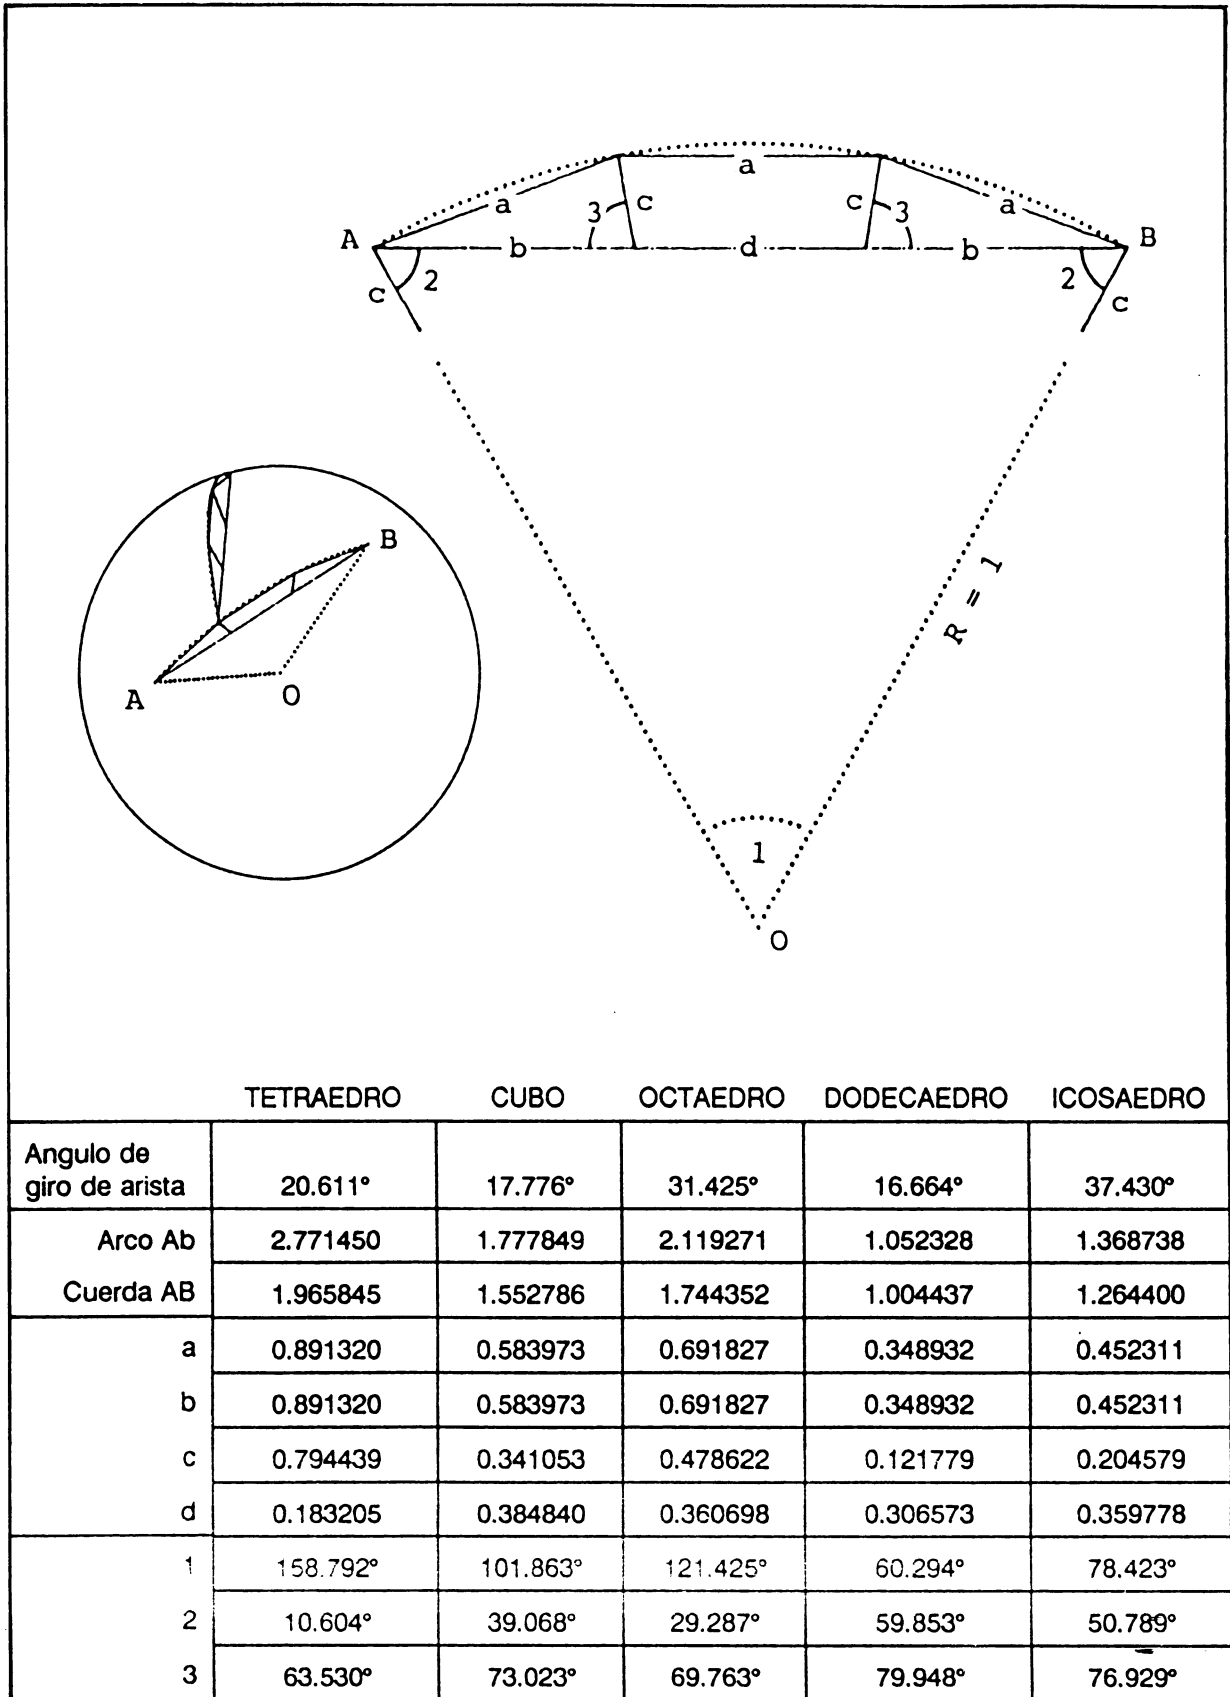 a
a
c
c
a
3
3
A
b
d
b
B
2
2
c
c
R = 1
B
A
O
1
O
TETRAEDRO CUBO OCTAEDRO DODECAEDRO ICOSAEDRO
Angulo de
giro de arista 20.611° 17.776° 31.425° 16.664° 37.430°
Arco Ab 2.771450 1.777849 2.119271 1.052328 1.368738
Cuerda AB 1.965845 1.552786 1.744352 1.004437 1.264400
a 0.891320 0.583973 0.691827 0.348932 0.452311
b 0.891320 0.583973 0.691827 0.348932 0.452311
c 0.794439 0.341053 0.478622 0.121779 0.204579
d 0.183205 0.384840 0.360698 0.306573 0.359778
1 158.792° 101.863° 121.425° 60.294° 78.423°
2 10.604° 39.068° 29.287° 59.853° 50.789°
3 63.530° 73.023° 69.763° 79.948° 76.929°